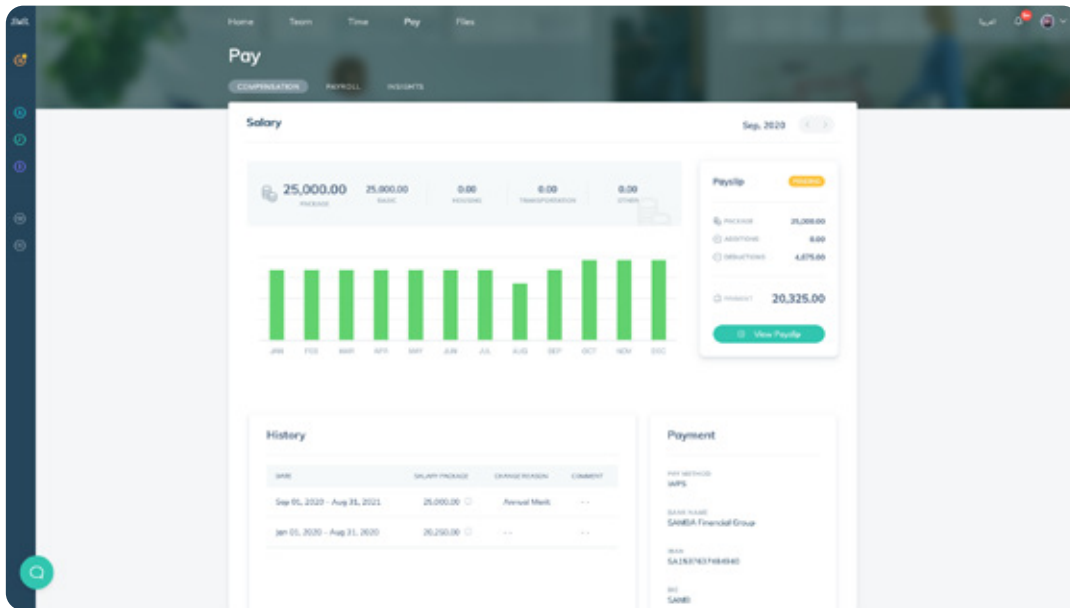 Home Team Time Pay Files
العربية
9+
Pay
COMPENSATION PAYROLL INSIGHTS
Salary
Sep, 2020
25,000.00
PACKAGE
25,000.00
BASIC
0.00
HOUSING
0.00
TRANSPORTATION
0.00
OTHER
JAN FEB MAR APR MAY JUN JUL AUG SEP OCT NOV DEC
Payslip PENDING
PACKAGE 25,000.00
ADDITIONS 0.00
DEDUCTIONS 4,675.00
PAYMENT 20,325.00
View Payslip
History
DATE SALARY PACKAGE CHANGE REASON COMMENT
Sep 01, 2020 - Aug 31, 2021 25,000.00 Annual Merit - -
Jan 01, 2020 - Aug 31, 2020 20,250.00 - - - -
Payment
PAY METHOD
WPS
BANK NAME
SAMBA Financial Group
IBAN
BIC
SAMB